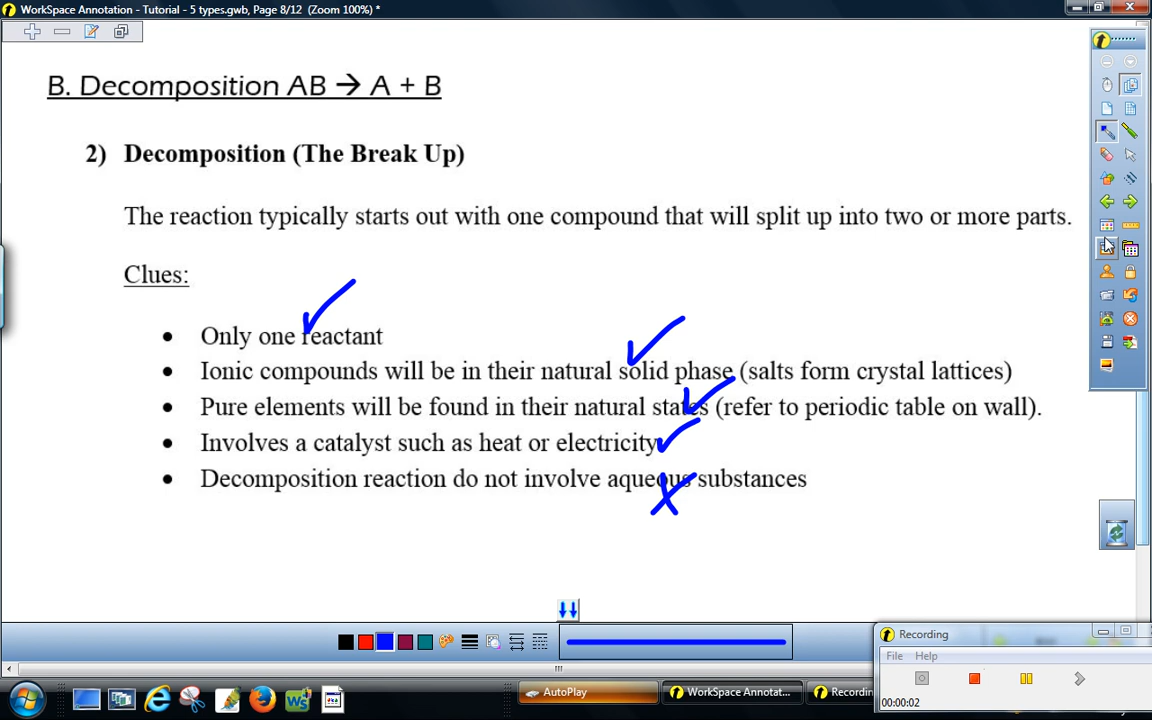 WorkSpace Annotation - Tutorial - 5 types.gwb, Page 8/12 (Zoom 100%) *
B. Decomposition AB → A + B
2) Decomposition (The Break Up)
The reaction typically starts out with one compound that will split up into two or more parts.
Clues:
• Only one reactant
• Ionic compounds will be in their natural solid phase (salts form crystal lattices)
• Pure elements will be found in their natural states (refer to periodic table on wall).
• Involves a catalyst such as heat or electricity
• Decomposition reaction do not involve aqueous substances
Recording
File Help
00:00:02
AutoPlay
WorkSpace Annotat...
Recordin